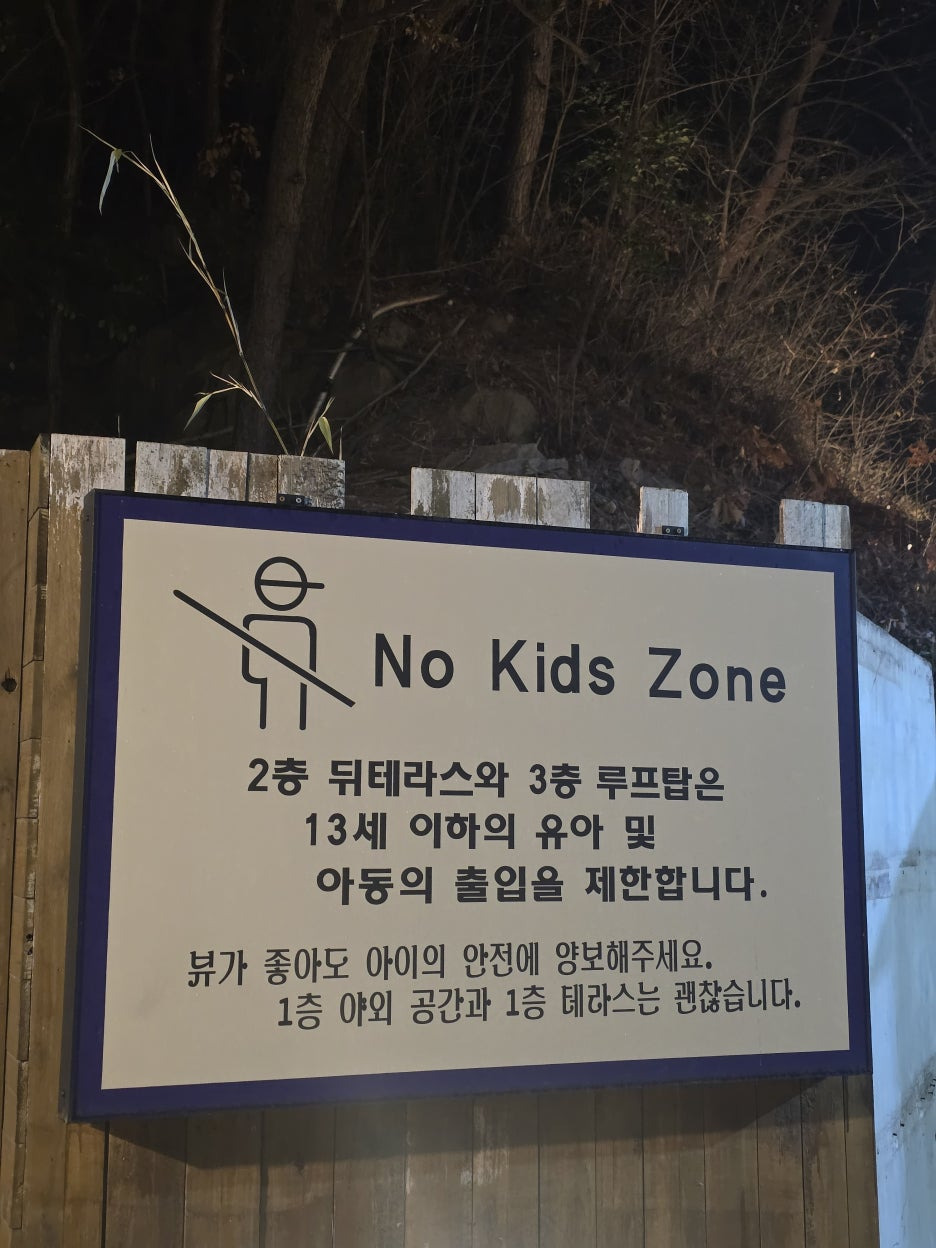 No Kids Zone
2층 뒤테라스와 3층 루프탑은
13세 이하의 유아 및
아동의 출입을 제한합니다.
뷰가 좋아도 아이의 안전에 양보해주세요.
1층 야외 공간과 1층 테라스는 괜찮습니다.